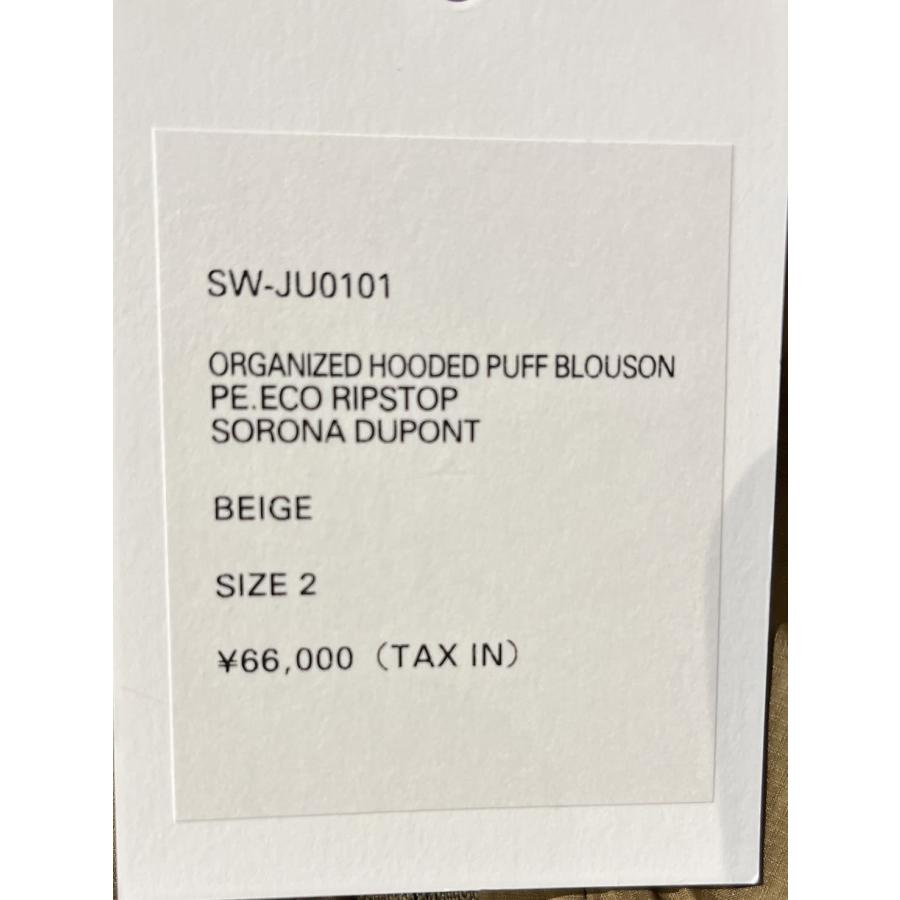 SW-JU0101
ORGANIZED HOODED PUFF BLOUSON
PE.ECO RIPSTOP
SORONA DUPONT
BEIGE
SIZE 2
¥66,000（TAX IN）